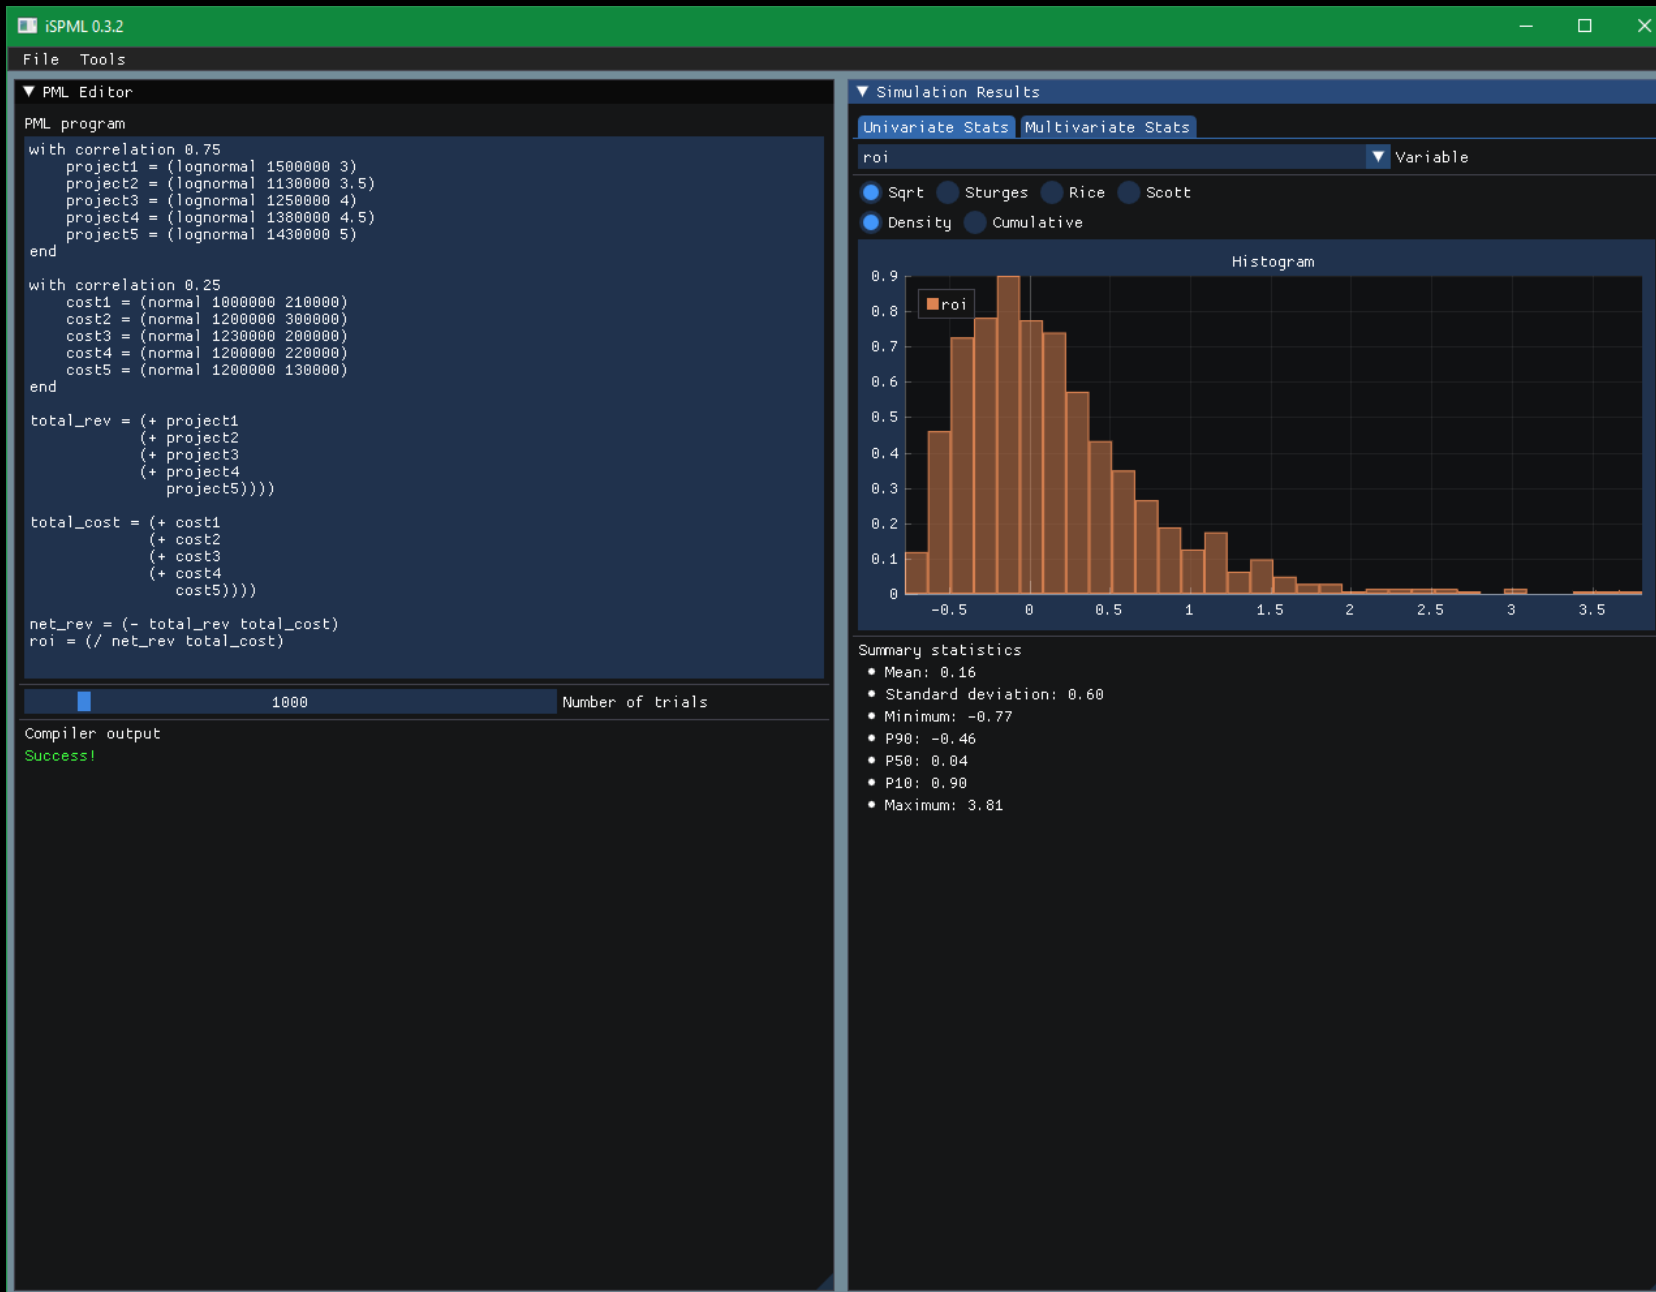 iSPML 0.3.2
File Tools
PML Editor
PML program
with correlation 0.75
project1 = (lognormal 1500000 3)
project2 = (lognormal 1130000 3.5)
project3 = (lognormal 1250000 4)
project4 = (lognormal 1380000 4.5)
project5 = (lognormal 1430000 5)
end
with correlation 0.25
cost1 = (normal 1000000 210000)
cost2 = (normal 1200000 300000)
cost3 = (normal 1230000 200000)
cost4 = (normal 1200000 220000)
cost5 = (normal 1200000 130000)
end
total_rev = (+ project1
(+ project2
(+ project3
(+ project4
project5))))
total_cost = (+ cost1
(+ cost2
(+ cost3
(+ cost4
cost5))))
net_rev = (- total_rev total_cost)
roi = (/ net_rev total_cost)
1000 Number of trials
Compiler output
Success!
Simulation Results
Univariate Stats Multivariate Stats
roi Variable
Sqrt Sturges Rice Scott
Density Cumulative
Histogram
roi
0.9
0.8
0.7
0.6
0.5
0.4
0.3
0.2
0.1
0
-0.5 0 0.5 1 1.5 2 2.5 3 3.5
Summary statistics
• Mean: 0.16
• Standard deviation: 0.60
• Minimum: -0.77
• P90: -0.46
• P50: 0.04
• P10: 0.90
• Maximum: 3.81